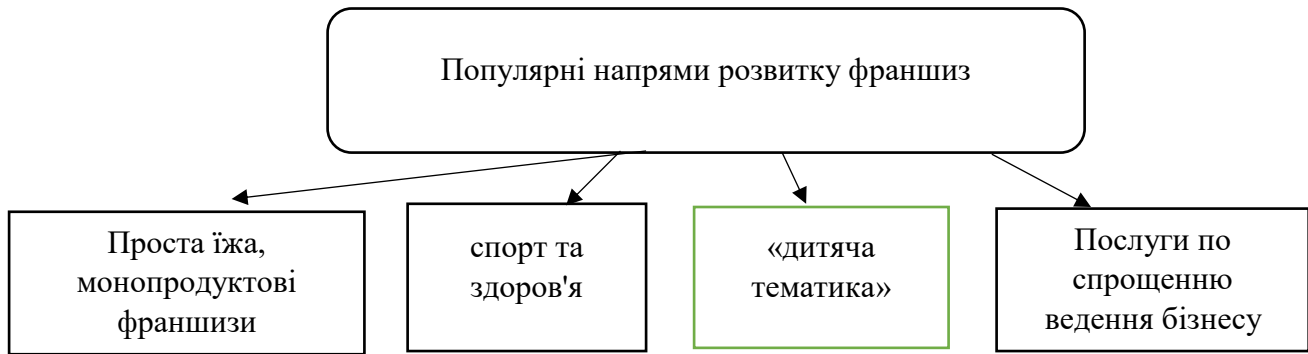 Популярні напрями розвитку франшиз
Проста їжа,
монопродуктові
франшизи
спорт та
здоров'я
«дитяча
тематика»
Послуги по
спрощенню
ведення бізнесу